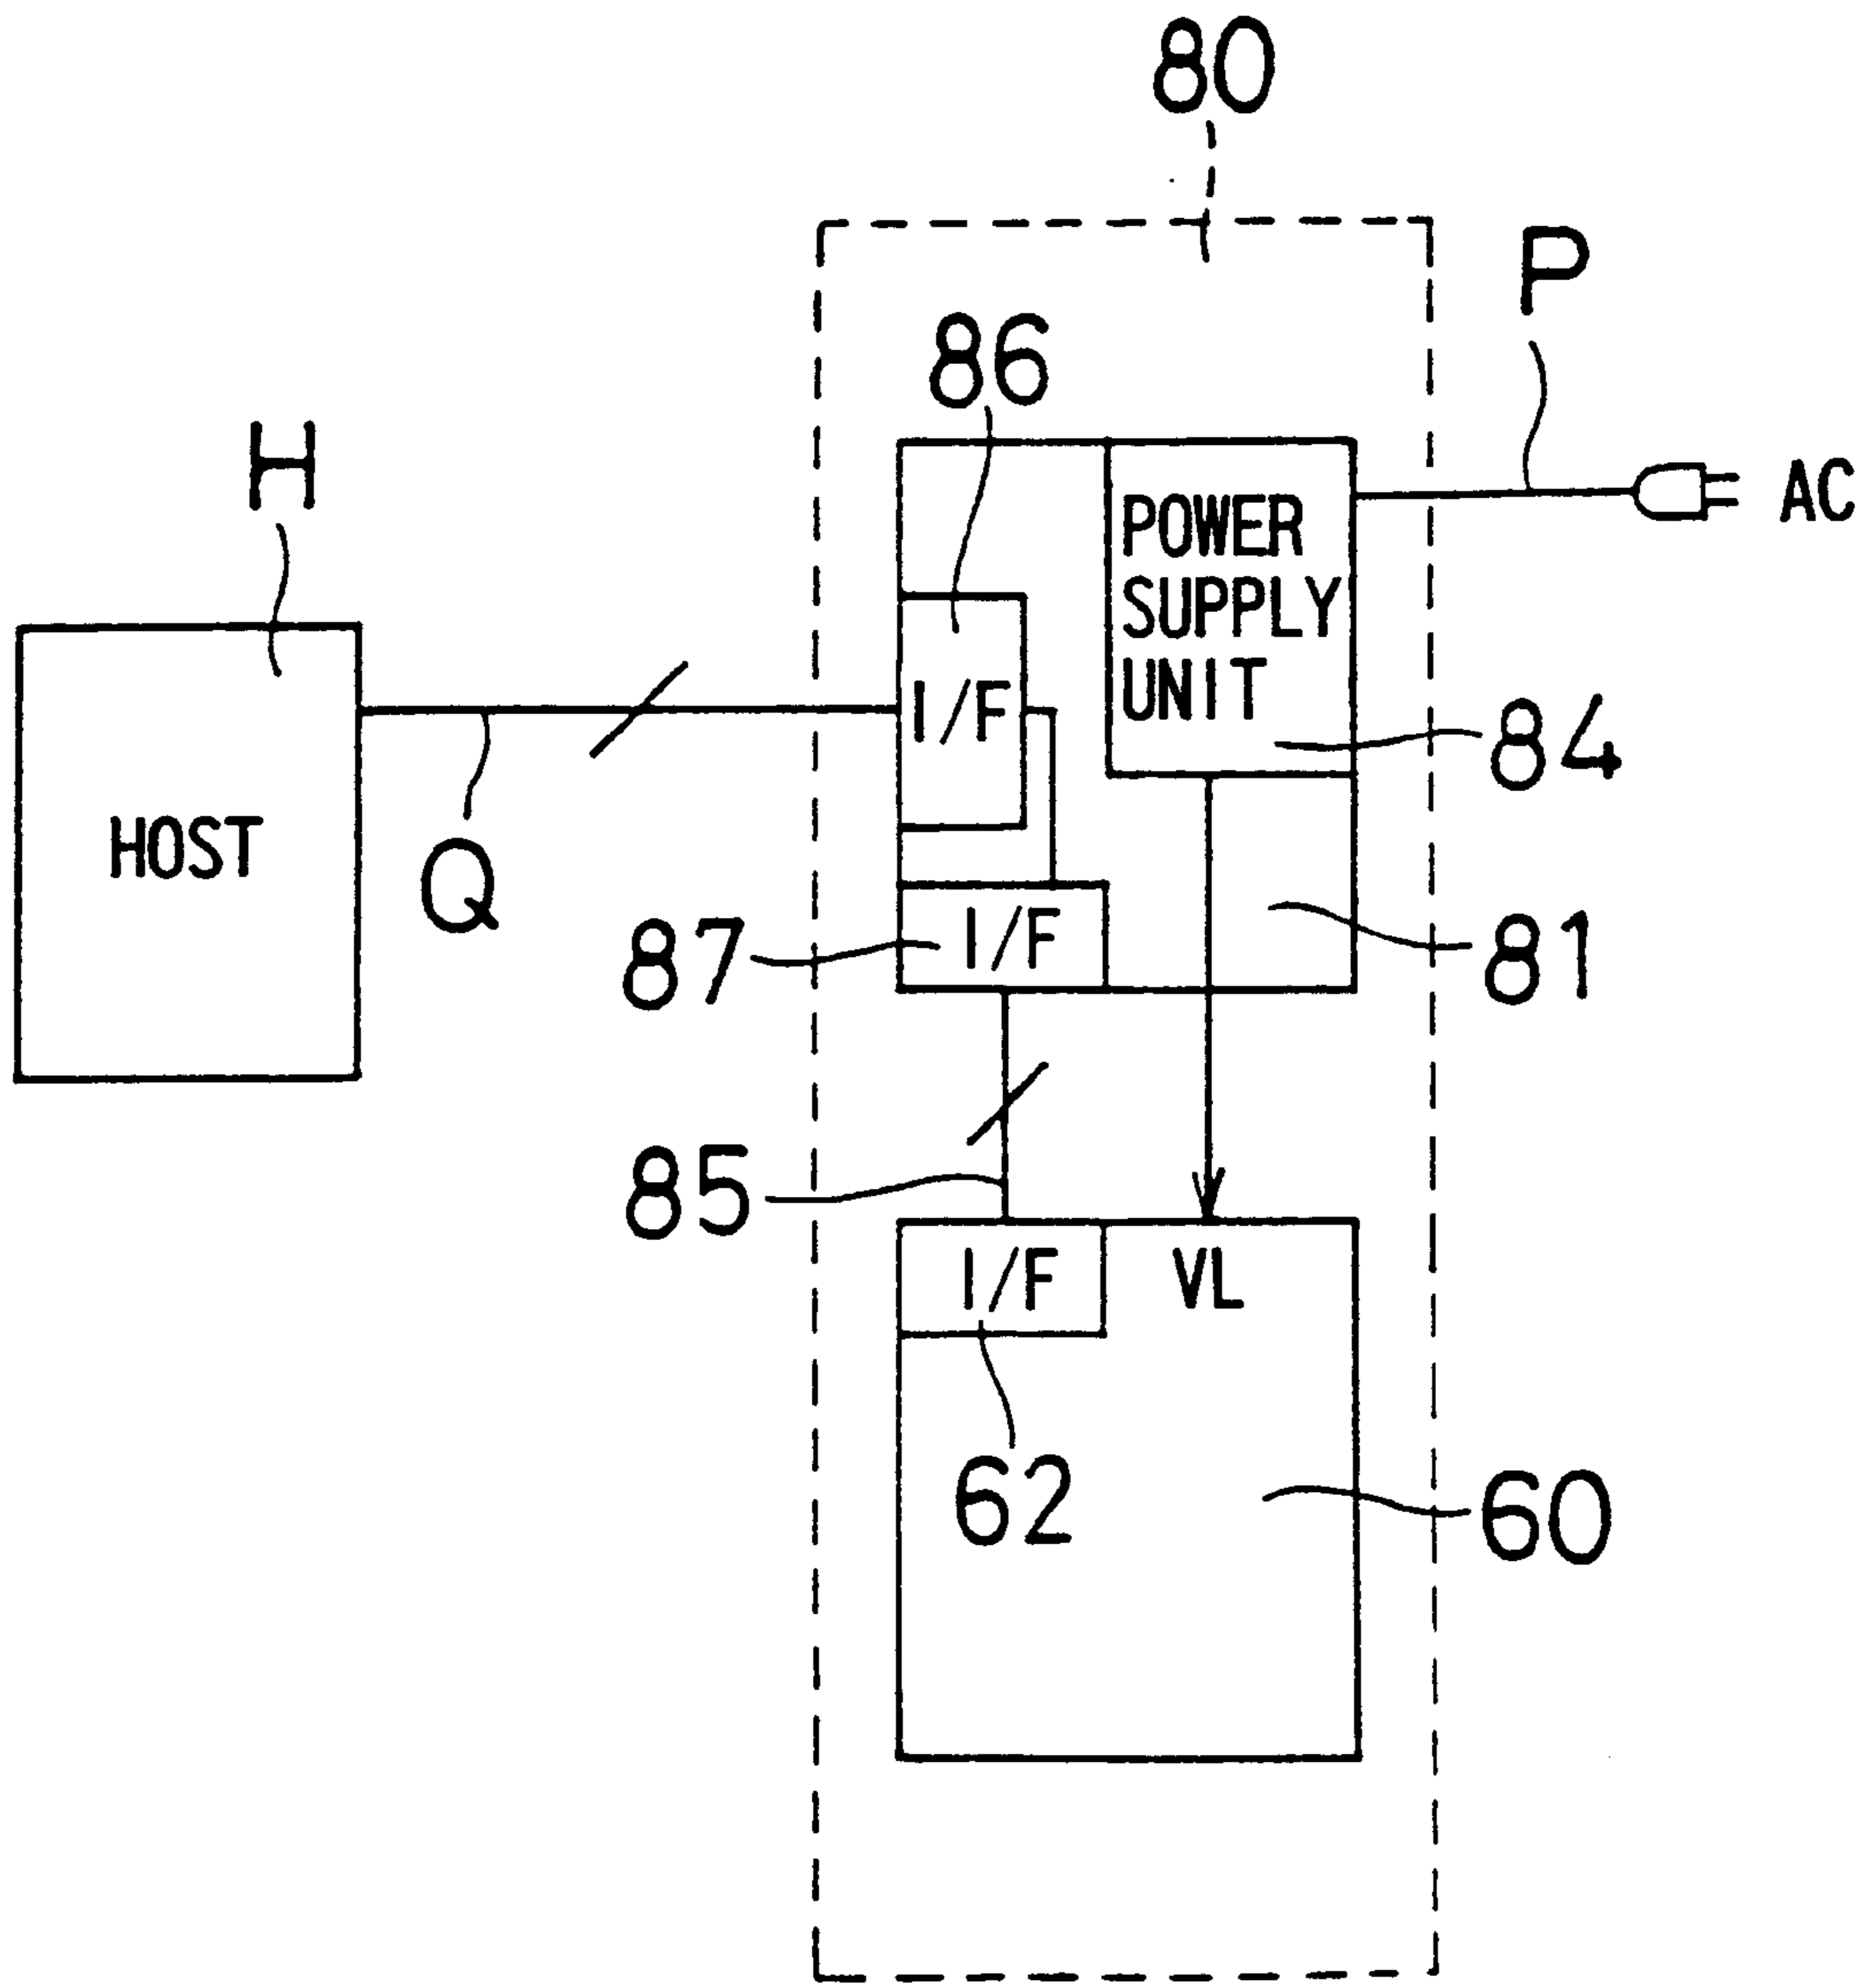 80
P
86
H
AC
POWER
SUPPLY
UNIT
I/F
84
HOST
Q
87
I/F
81
85
I/F
VL
62
60